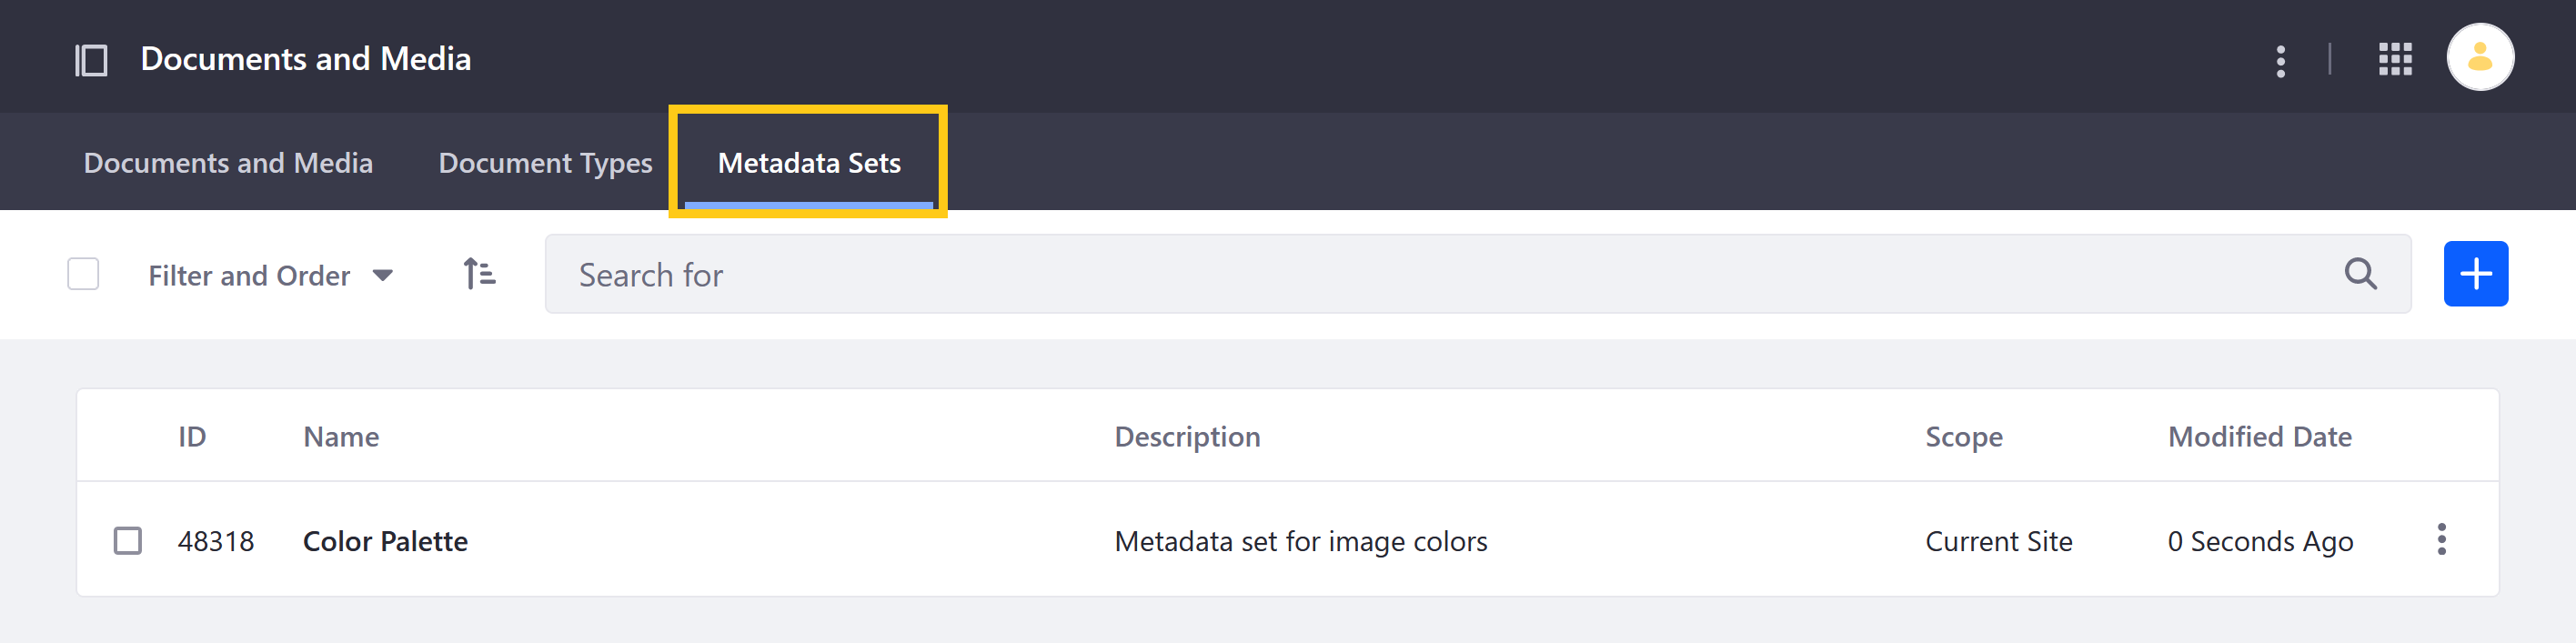 Documents and Media
Documents and Media Document Types Metadata Sets
Filter and Order Search for
ID Name Description Scope Modified Date
48318 Color Palette Metadata set for image colors Current Site 0 Seconds Ago